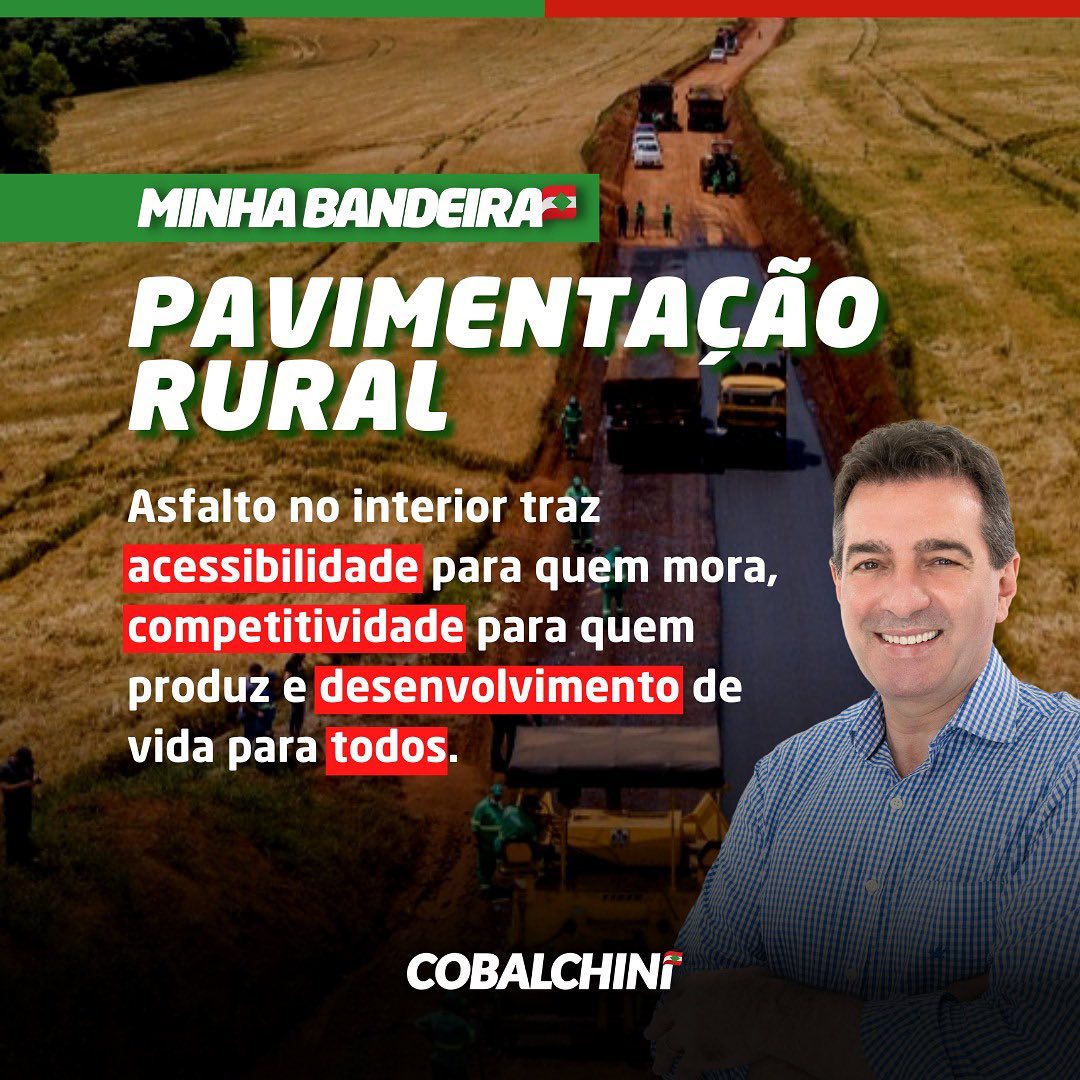 MINHA BANDEIRA
PAVIMENTAÇÃO
RURAL
Asfalto no interior traz
acessibilidade para quem mora,
competitividade para quem
produz e desenvolvimento de
vida para todos.
COBALCHINI